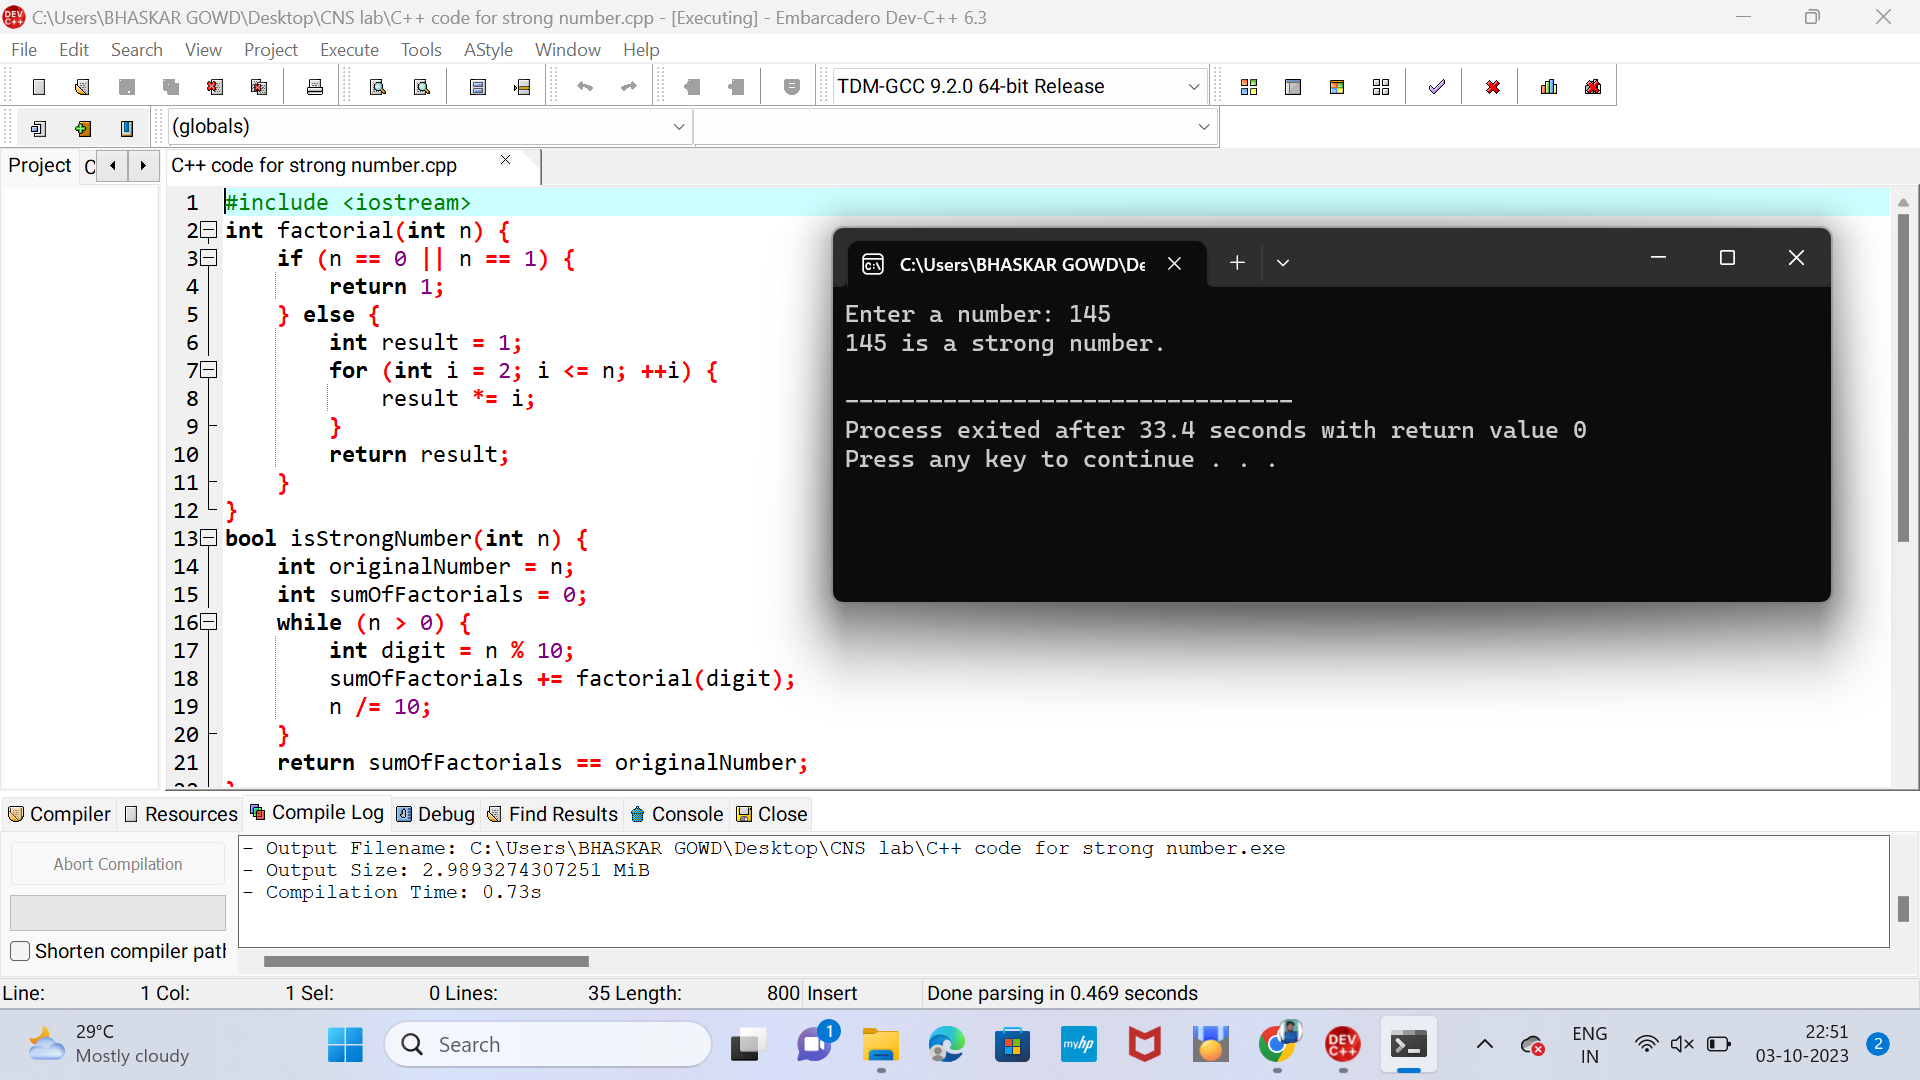 C:\Users\BHASKAR GOWD\Desktop\CNS lab\C++ code for strong number.cpp - [Executing] - Embarcadero Dev-C++ 6.3
File Edit Search View Project Execute Tools AStyle Window Help
TDM-GCC 9.2.0 64-bit Release
(globals)
Project C
C++ code for strong number.cpp
1 #include <iostream>
2 int factorial(int n) {
3 if (n == 0 || n == 1) {
4 return 1;
5 } else {
6 int result = 1;
7 for (int i = 2; i <= n; ++i) {
8 result *= i;
9 }
10 return result;
11 }
12 }
13 bool isStrongNumber(int n) {
14 int originalNumber = n;
15 int sumOfFactorials = 0;
16 while (n > 0) {
17 int digit = n % 10;
18 sumOfFactorials += factorial(digit);
19 n /= 10;
20 }
21 return sumOfFactorials == originalNumber;
22 }
C:\Users\BHASKAR GOWD\De
Enter a number: 145
145 is a strong number.
--------------------------------
Process exited after 33.4 seconds with return value 0
Press any key to continue . . .
Compiler Resources Compile Log Debug Find Results Console Close
Abort Compilation
Shorten compiler path
- Output Filename: C:\Users\BHASKAR GOWD\Desktop\CNS lab\C++ code for strong number.exe
- Output Size: 2.9893274307251 MiB
- Compilation Time: 0.73s
Line: 1 Col: 1 Sel: 0 Lines: 35 Length: 800 Insert Done parsing in 0.469 seconds
29°C
Mostly cloudy
Search
1
myhp
DEV C++
ENG
IN
22:51
03-10-2023
2